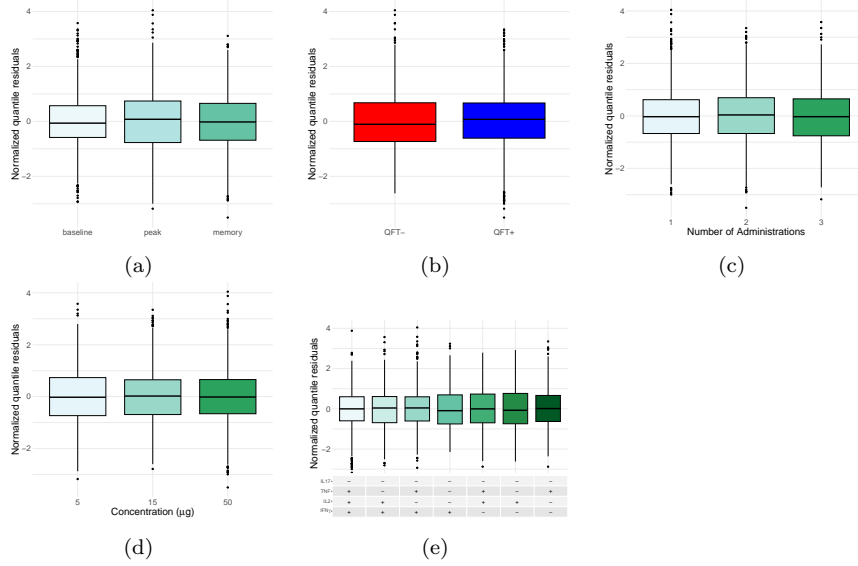 Normalized quantile residuals
4
2
0
−2
baseline peak memory
(a)
Normalized quantile residuals
4
2
0
−2
QFT− QFT+
(b)
Normalized quantile residuals
4
2
0
−2
1 2 3
Number of Administrations
(c)
Normalized quantile residuals
4
2
0
−2
5 15 50
Concentration (μg)
(d)
Normalized quantile residuals
4
2
0
−2
IL17 − − − − − − −
TNF + − + − + − +
IL2 + + − − + + −
IFNγ + + + + − − −
(e)